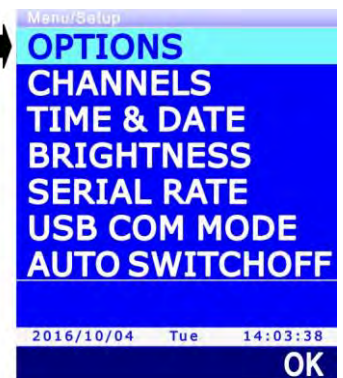 Menu/Setup
OPTIONS
CHANNELS
TIME & DATE
BRIGHTNESS
SERIAL RATE
USB COM MODE
AUTO SWITCHOFF
2016/10/04 Tue 14:03:38
OK